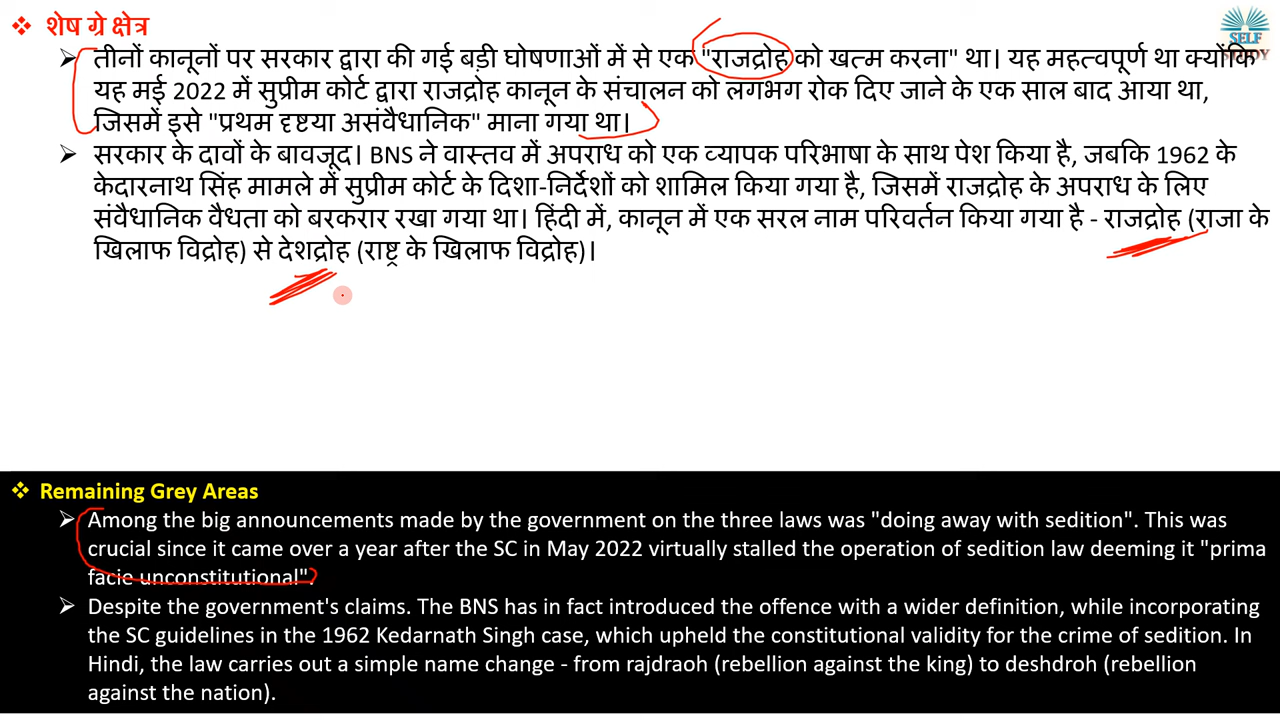 ❖ शेष ग्रे क्षेत्र
SELF STUDY
➢ तीनों कानूनों पर सरकार द्वारा की गई बड़ी घोषणाओं में से एक "राजद्रोह को खत्म करना" था। यह महत्वपूर्ण था क्योंकि
यह मई 2022 में सुप्रीम कोर्ट द्वारा राजद्रोह कानून के संचालन को लगभग रोक दिए जाने के एक साल बाद आया था,
जिसमें इसे "प्रथम दृष्टया असंवैधानिक" माना गया था।
➢ सरकार के दावों के बावजूद। BNS ने वास्तव में अपराध को एक व्यापक परिभाषा के साथ पेश किया है, जबकि 1962 के
केदारनाथ सिंह मामले में सुप्रीम कोर्ट के दिशा-निर्देशों को शामिल किया गया है, जिसमें राजद्रोह के अपराध के लिए
संवैधानिक वैधता को बरकरार रखा गया था। हिंदी में, कानून में एक सरल नाम परिवर्तन किया गया है - राजद्रोह (राजा के
खिलाफ विद्रोह) से देशद्रोह (राष्ट्र के खिलाफ विद्रोह)।
❖ Remaining Grey Areas
➢ Among the big announcements made by the government on the three laws was "doing away with sedition". This was
crucial since it came over a year after the SC in May 2022 virtually stalled the operation of sedition law deeming it "prima
facie unconstitutional".
➢ Despite the government's claims. The BNS has in fact introduced the offence with a wider definition, while incorporating
the SC guidelines in the 1962 Kedarnath Singh case, which upheld the constitutional validity for the crime of sedition. In
Hindi, the law carries out a simple name change - from rajdraoh (rebellion against the king) to deshdroh (rebellion
against the nation).